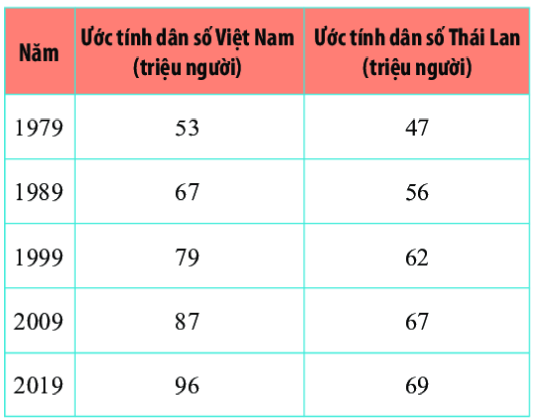 Năm Ước tính dân số Việt Nam (triệu người) Ước tính dân số Thái Lan (triệu người)
1979 53 47
1989 67 56
1999 79 62
2009 87 67
2019 96 69